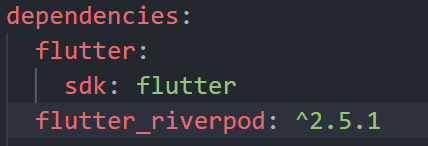 dependencies:
  flutter:
    sdk: flutter
  flutter_riverpod: ^2.5.1